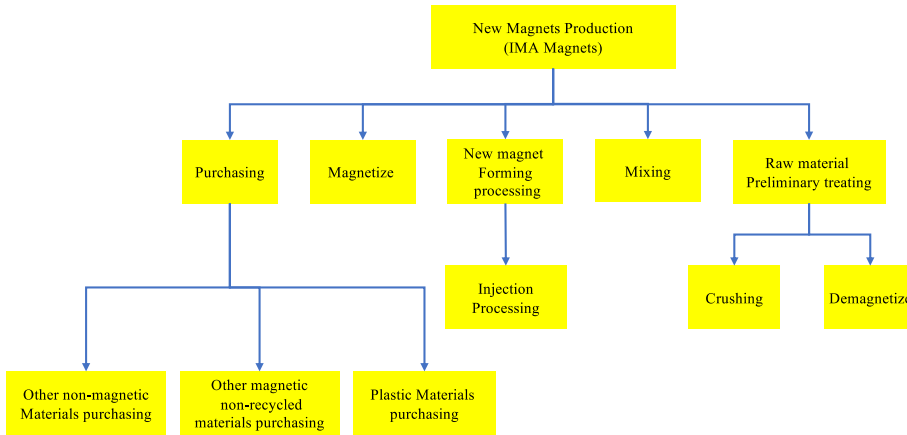 New Magnets Production
(IMA Magnets)
Purchasing
Magnetize
New magnet
Forming
processing
Mixing
Raw material
Preliminary treating
Injection
Processing
Crushing
Demagnetize
Other non-magnetic
Materials purchasing
Other magnetic
non-recycled
materials purchasing
Plastic Materials
purchasing